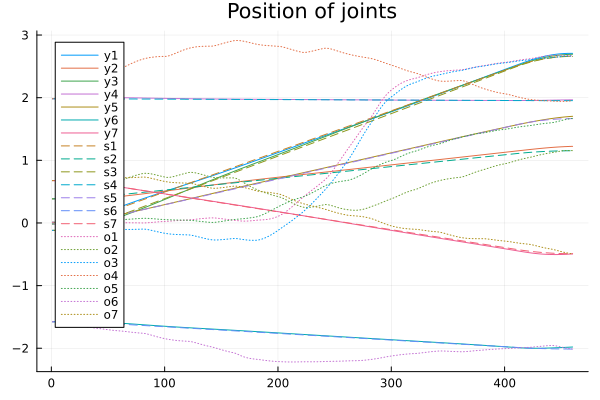 Position of joints
3
2
1
0
−1
−2
y1
y2
y3
y4
y5
y6
y7
s1
s2
s3
s4
s5
s6
s7
o1
o2
o3
o4
o5
o6
o7
0 100 200 300 400